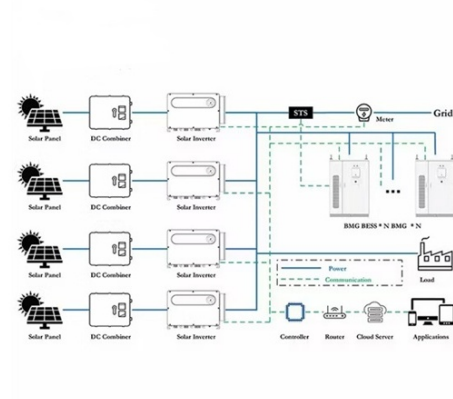 STS
Meter
Grid
Solar Panel DC Combiner Solar Inverter
BMG BESS * N BMG * N
Solar Panel DC Combiner Solar Inverter
Solar Panel DC Combiner Solar Inverter
Power
Communication
Load
Solar Panel DC Combiner Solar Inverter Controller Router Cloud Server Applications